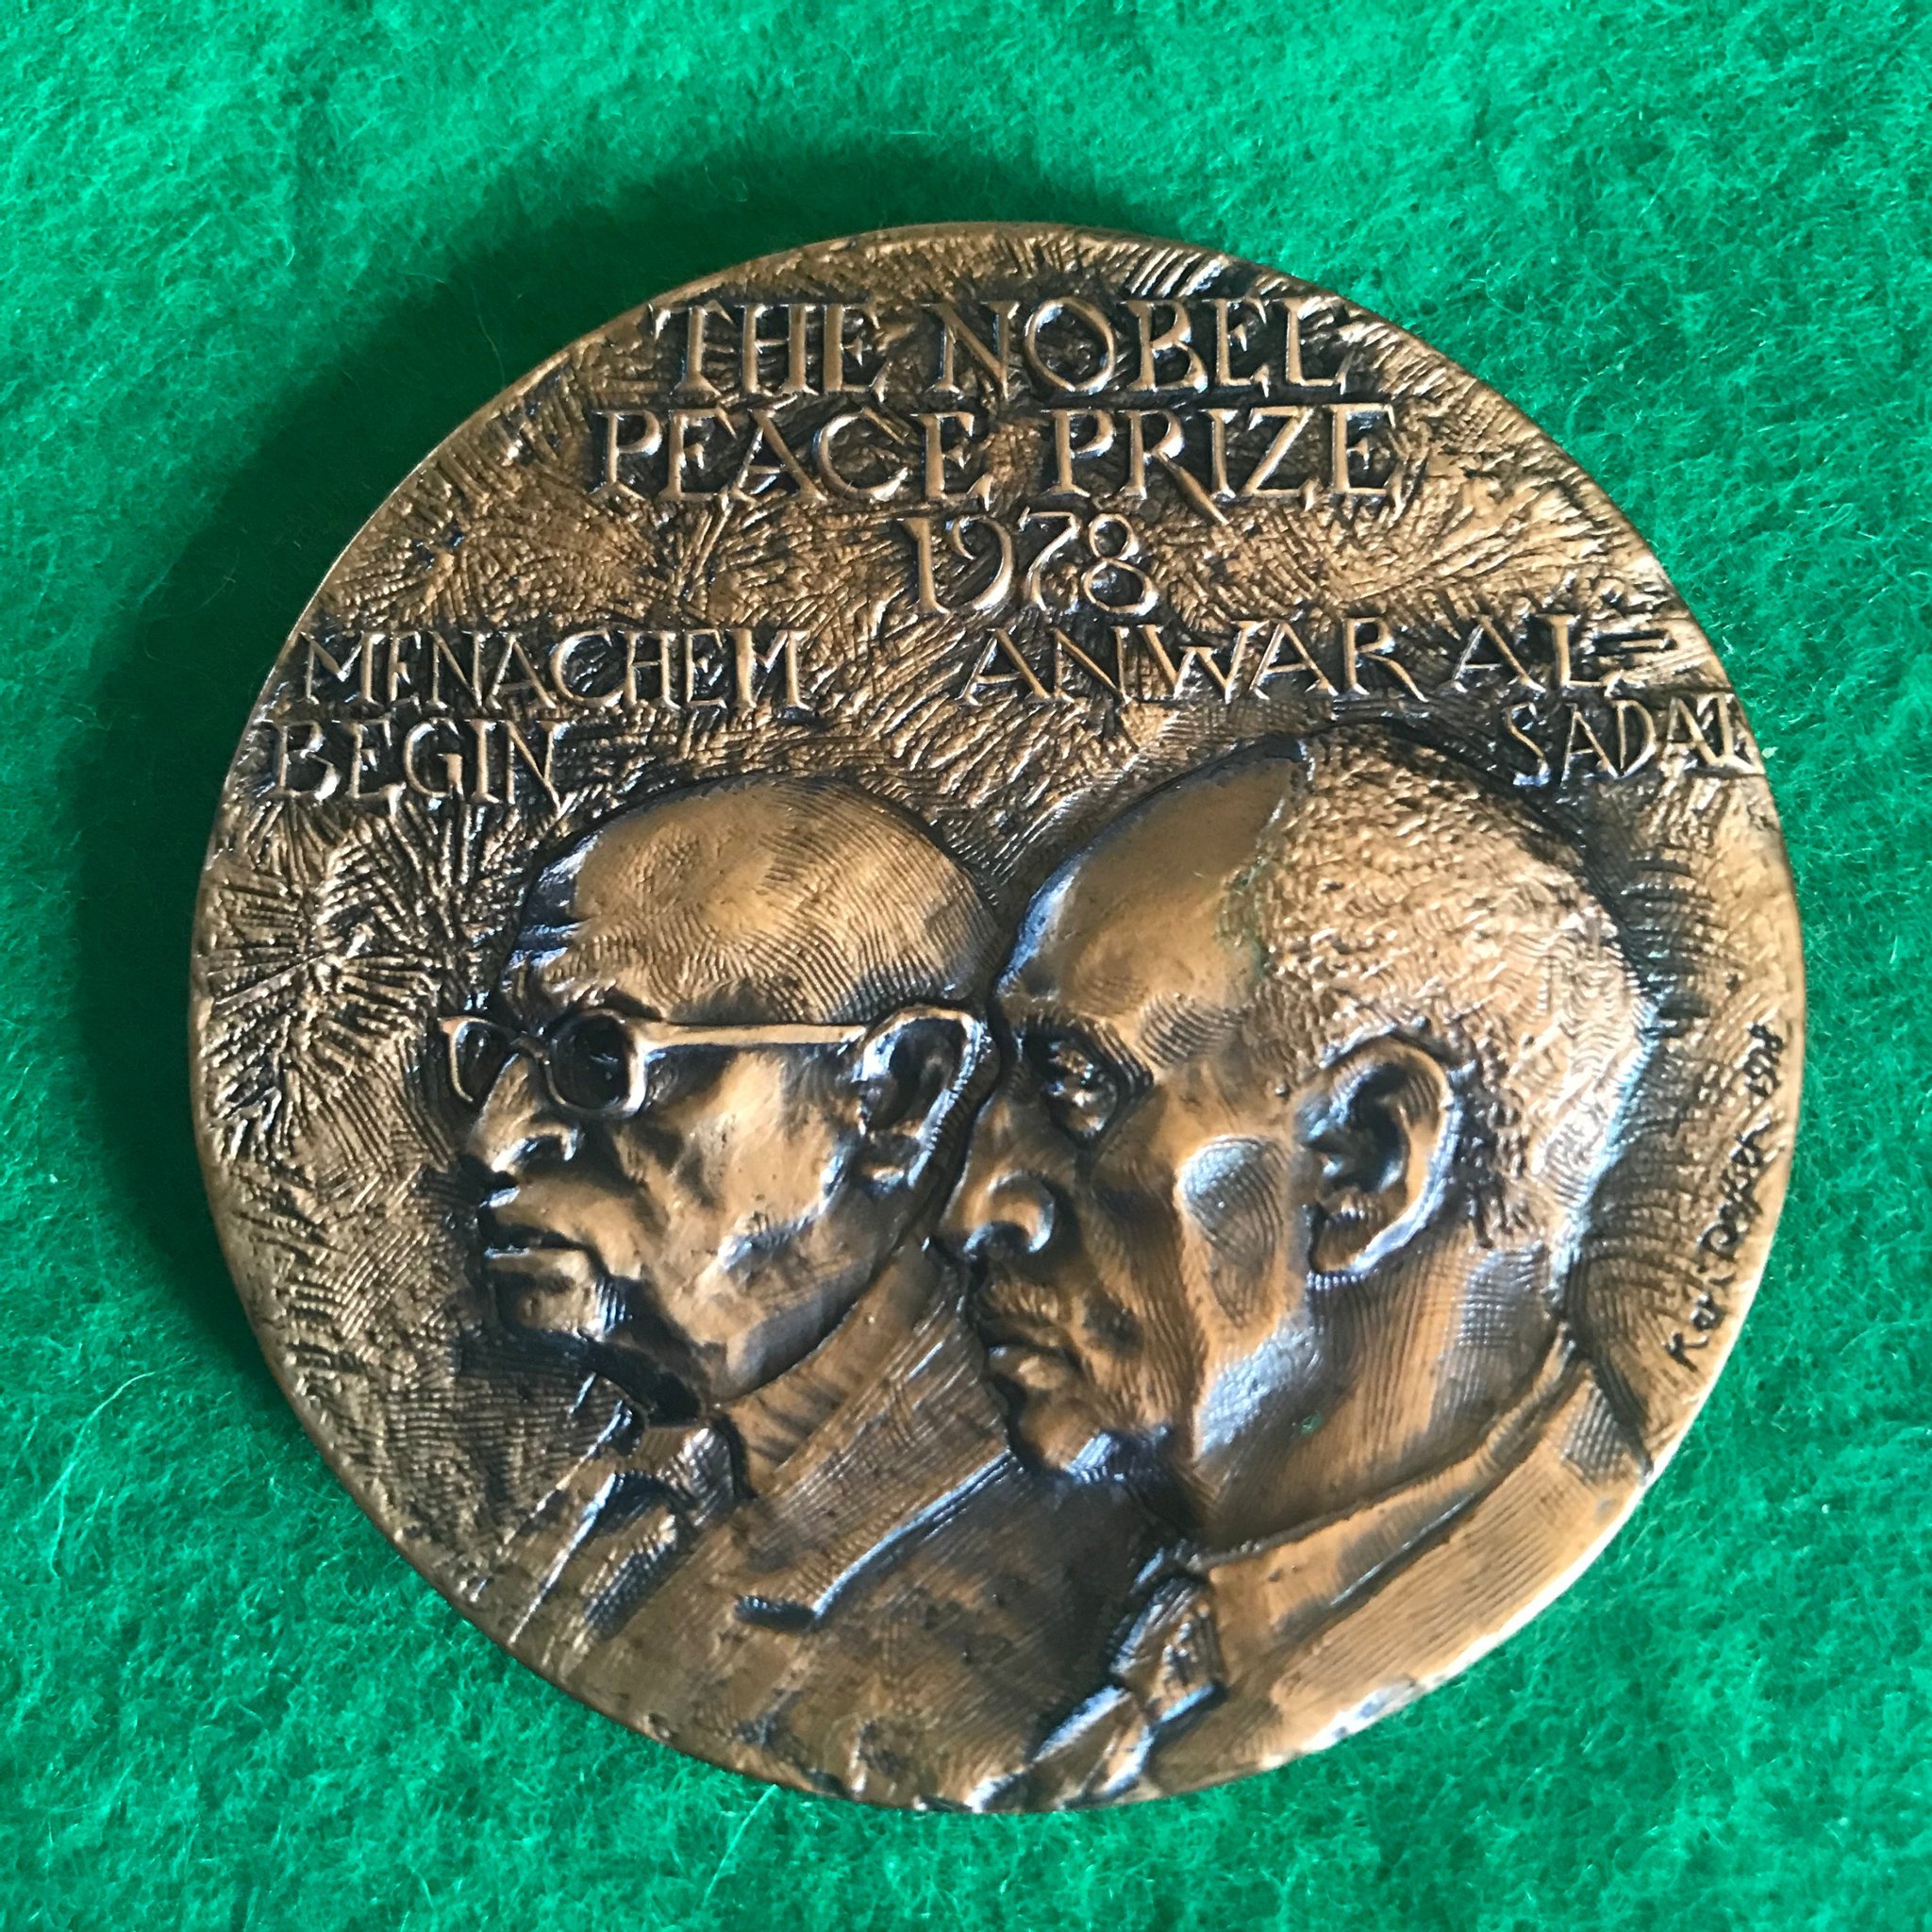 THE NOBEL
PEACE PRIZE
1978
MENACHEM ANWAR AL-
BEGIN SADAT